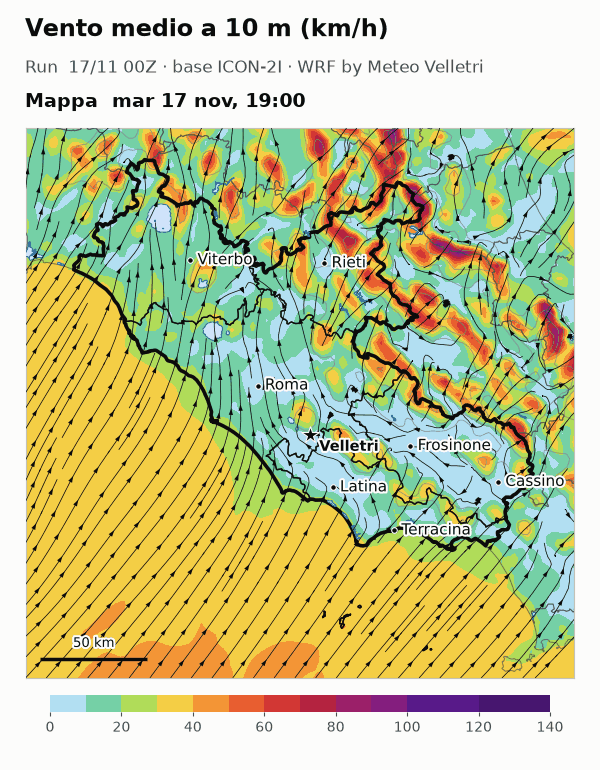 Vento medio a 10 m (km/h)
Run  17/11 00Z · base ICON-2I · WRF by Meteo Velletri
Mappa  mar 17 nov, 19:00
Viterbo
Rieti
Roma
Velletri
Frosinone
Latina
Cassino
Terracina
50 km
0 20 40 60 80 100 120 140